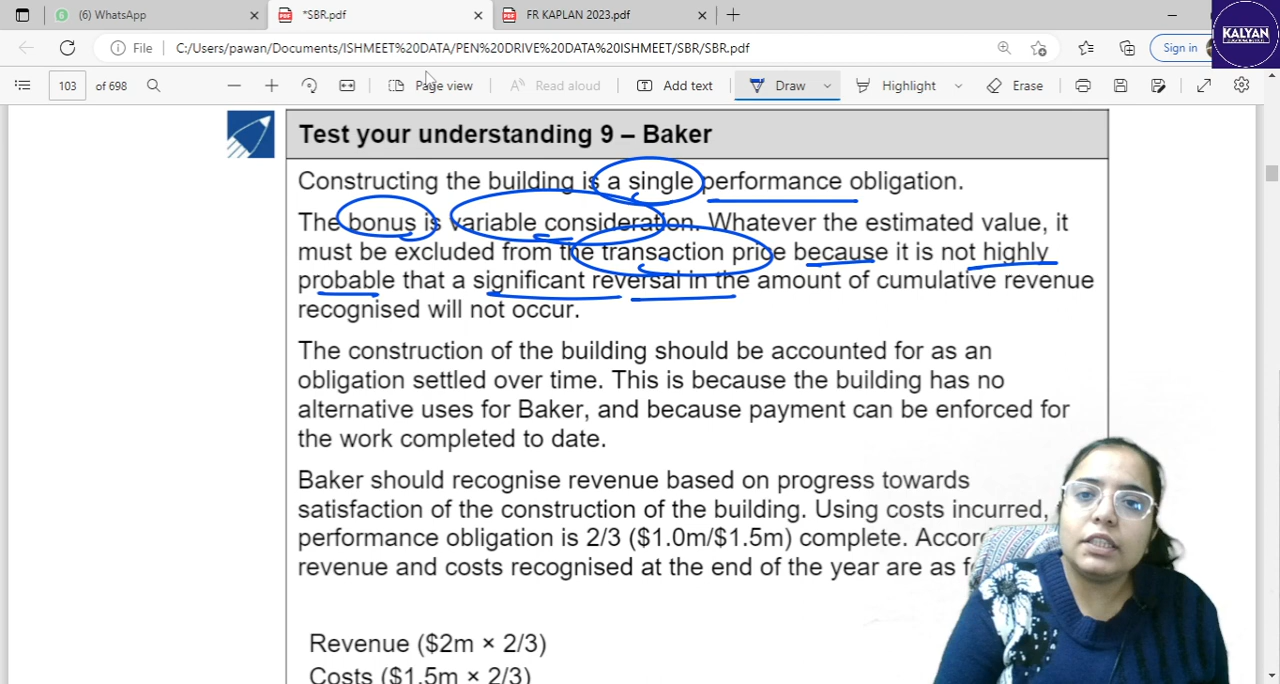 (6) WhatsApp
*SBR.pdf
FR KAPLAN 2023.pdf
File C:/Users/pawan/Documents/ISHMEET%20DATA/PEN%20DRIVE%20DATA%20ISHMEET/SBR/SBR.pdf
Sign in
KALYAN
103 of 698 Page view Read aloud Add text Draw Highlight Erase
Test your understanding 9 – Baker
Constructing the building is a single performance obligation.
The bonus is variable consideration. Whatever the estimated value, it
must be excluded from the transaction price because it is not highly
probable that a significant reversal in the amount of cumulative revenue
recognised will not occur.
The construction of the building should be accounted for as an
obligation settled over time. This is because the building has no
alternative uses for Baker, and because payment can be enforced for
the work completed to date.
Baker should recognise revenue based on progress towards
satisfaction of the construction of the building. Using costs incurred,
performance obligation is 2/3 ($1.0m/$1.5m) complete.
revenue and costs recognised at the end of the year are as
Revenue ($2m × 2/3)
Costs ($1.5m × 2/3)